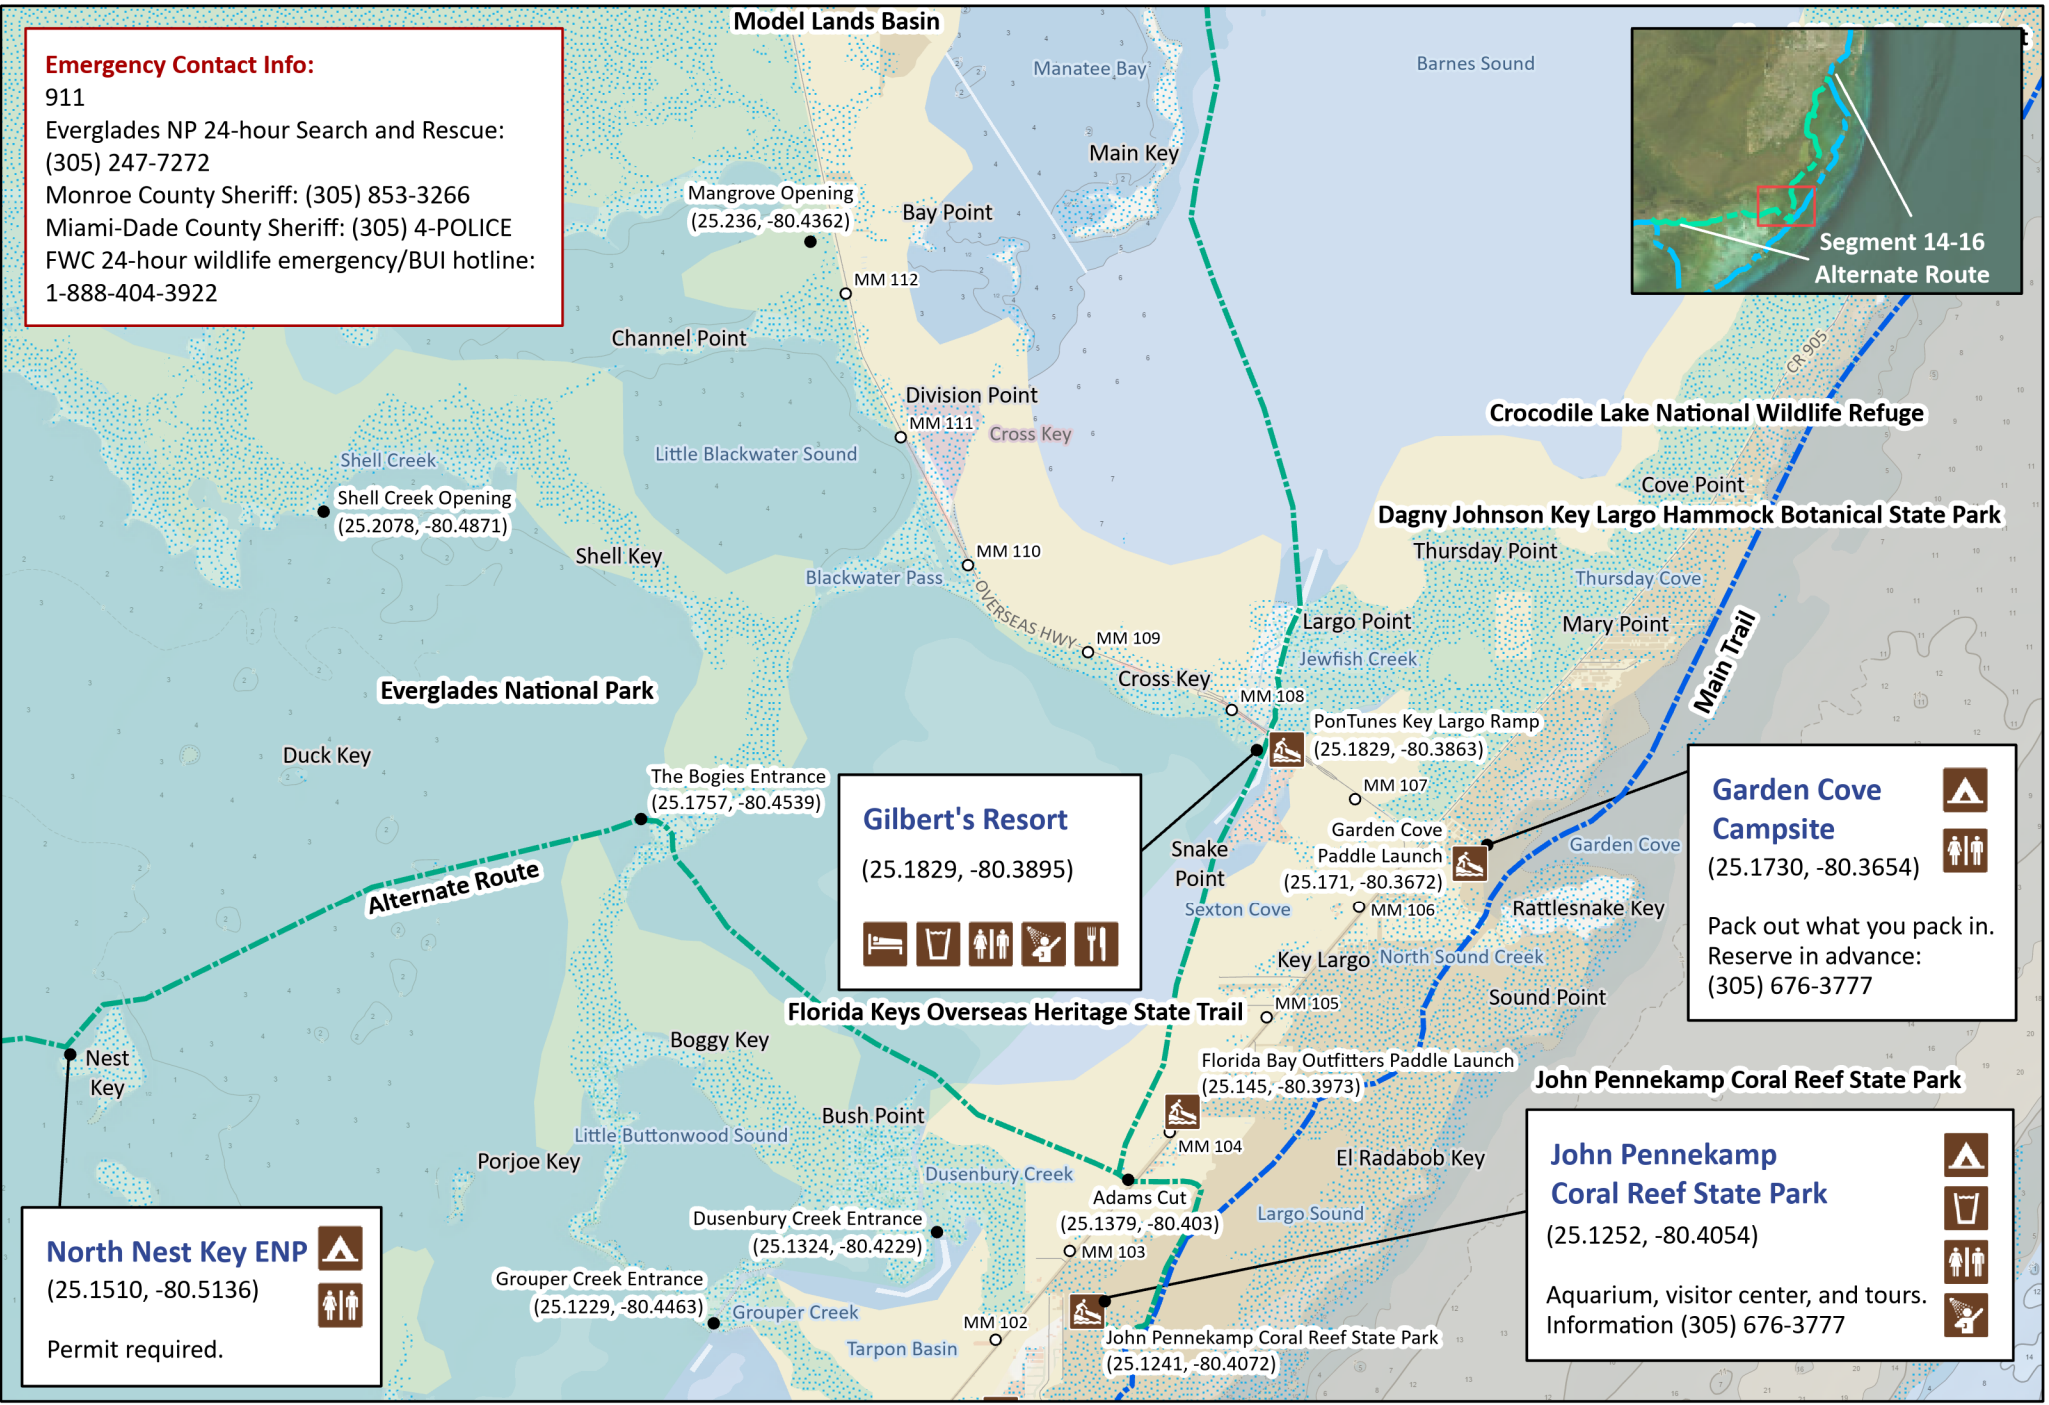 Model Lands Basin
Emergency Contact Info:
911
Everglades NP 24-hour Search and Rescue:
(305) 247-7272
Monroe County Sheriff: (305) 853-3266
Miami-Dade County Sheriff: (305) 4-POLICE
FWC 24-hour wildlife emergency/BUI hotline:
1-888-404-3922
Manatee Bay
Barnes Sound
Main Key
Segment 14-16
Alternate Route
Mangrove Opening
(25.236, -80.4362)
Bay Point
MM 112
Channel Point
CR 905
Division Point
MM 111
Cross Key
Crocodile Lake National Wildlife Refuge
Little Blackwater Sound
Shell Creek
Shell Creek Opening
(25.2078, -80.4871)
Cove Point
Dagny Johnson Key Largo Hammock Botanical State Park
Shell Key
MM 110
Thursday Point
Blackwater Pass
Thursday Cove
OVERSEAS HWY
MM 109
Largo Point
Mary Point
Jewfish Creek
Cross Key
Main Trail
Everglades National Park
MM 108
Duck Key
PonTunes Key Largo Ramp
(25.1829, -80.3863)
The Bogies Entrance
(25.1757, -80.4539)
MM 107
Gilbert's Resort
(25.1829, -80.3895)
Garden Cove
Campsite
(25.1730, -80.3654)
Pack out what you pack in.
Reserve in advance:
(305) 676-3777
Garden Cove
Paddle Launch
(25.171, -80.3672)
Garden Cove
Snake
Point
Alternate Route
Sexton Cove
MM 106
Rattlesnake Key
Key Largo
North Sound Creek
Sound Point
MM 105
Florida Keys Overseas Heritage State Trail
Boggy Key
Nest
Key
Florida Bay Outfitters Paddle Launch
(25.145, -80.3973)
John Pennekamp Coral Reef State Park
Bush Point
Little Buttonwood Sound
MM 104
Porjoe Key
El Radabob Key
Dusenbury Creek
Adams Cut
(25.1379, -80.403)
Largo Sound
Dusenbury Creek Entrance
(25.1324, -80.4229)
MM 103
John Pennekamp
Coral Reef State Park
(25.1252, -80.4054)
Aquarium, visitor center, and tours.
Information (305) 676-3777
North Nest Key ENP
(25.1510, -80.5136)
Permit required.
Grouper Creek Entrance
(25.1229, -80.4463)
Grouper Creek
MM 102
Tarpon Basin
John Pennekamp Coral Reef State Park
(25.1241, -80.4072)